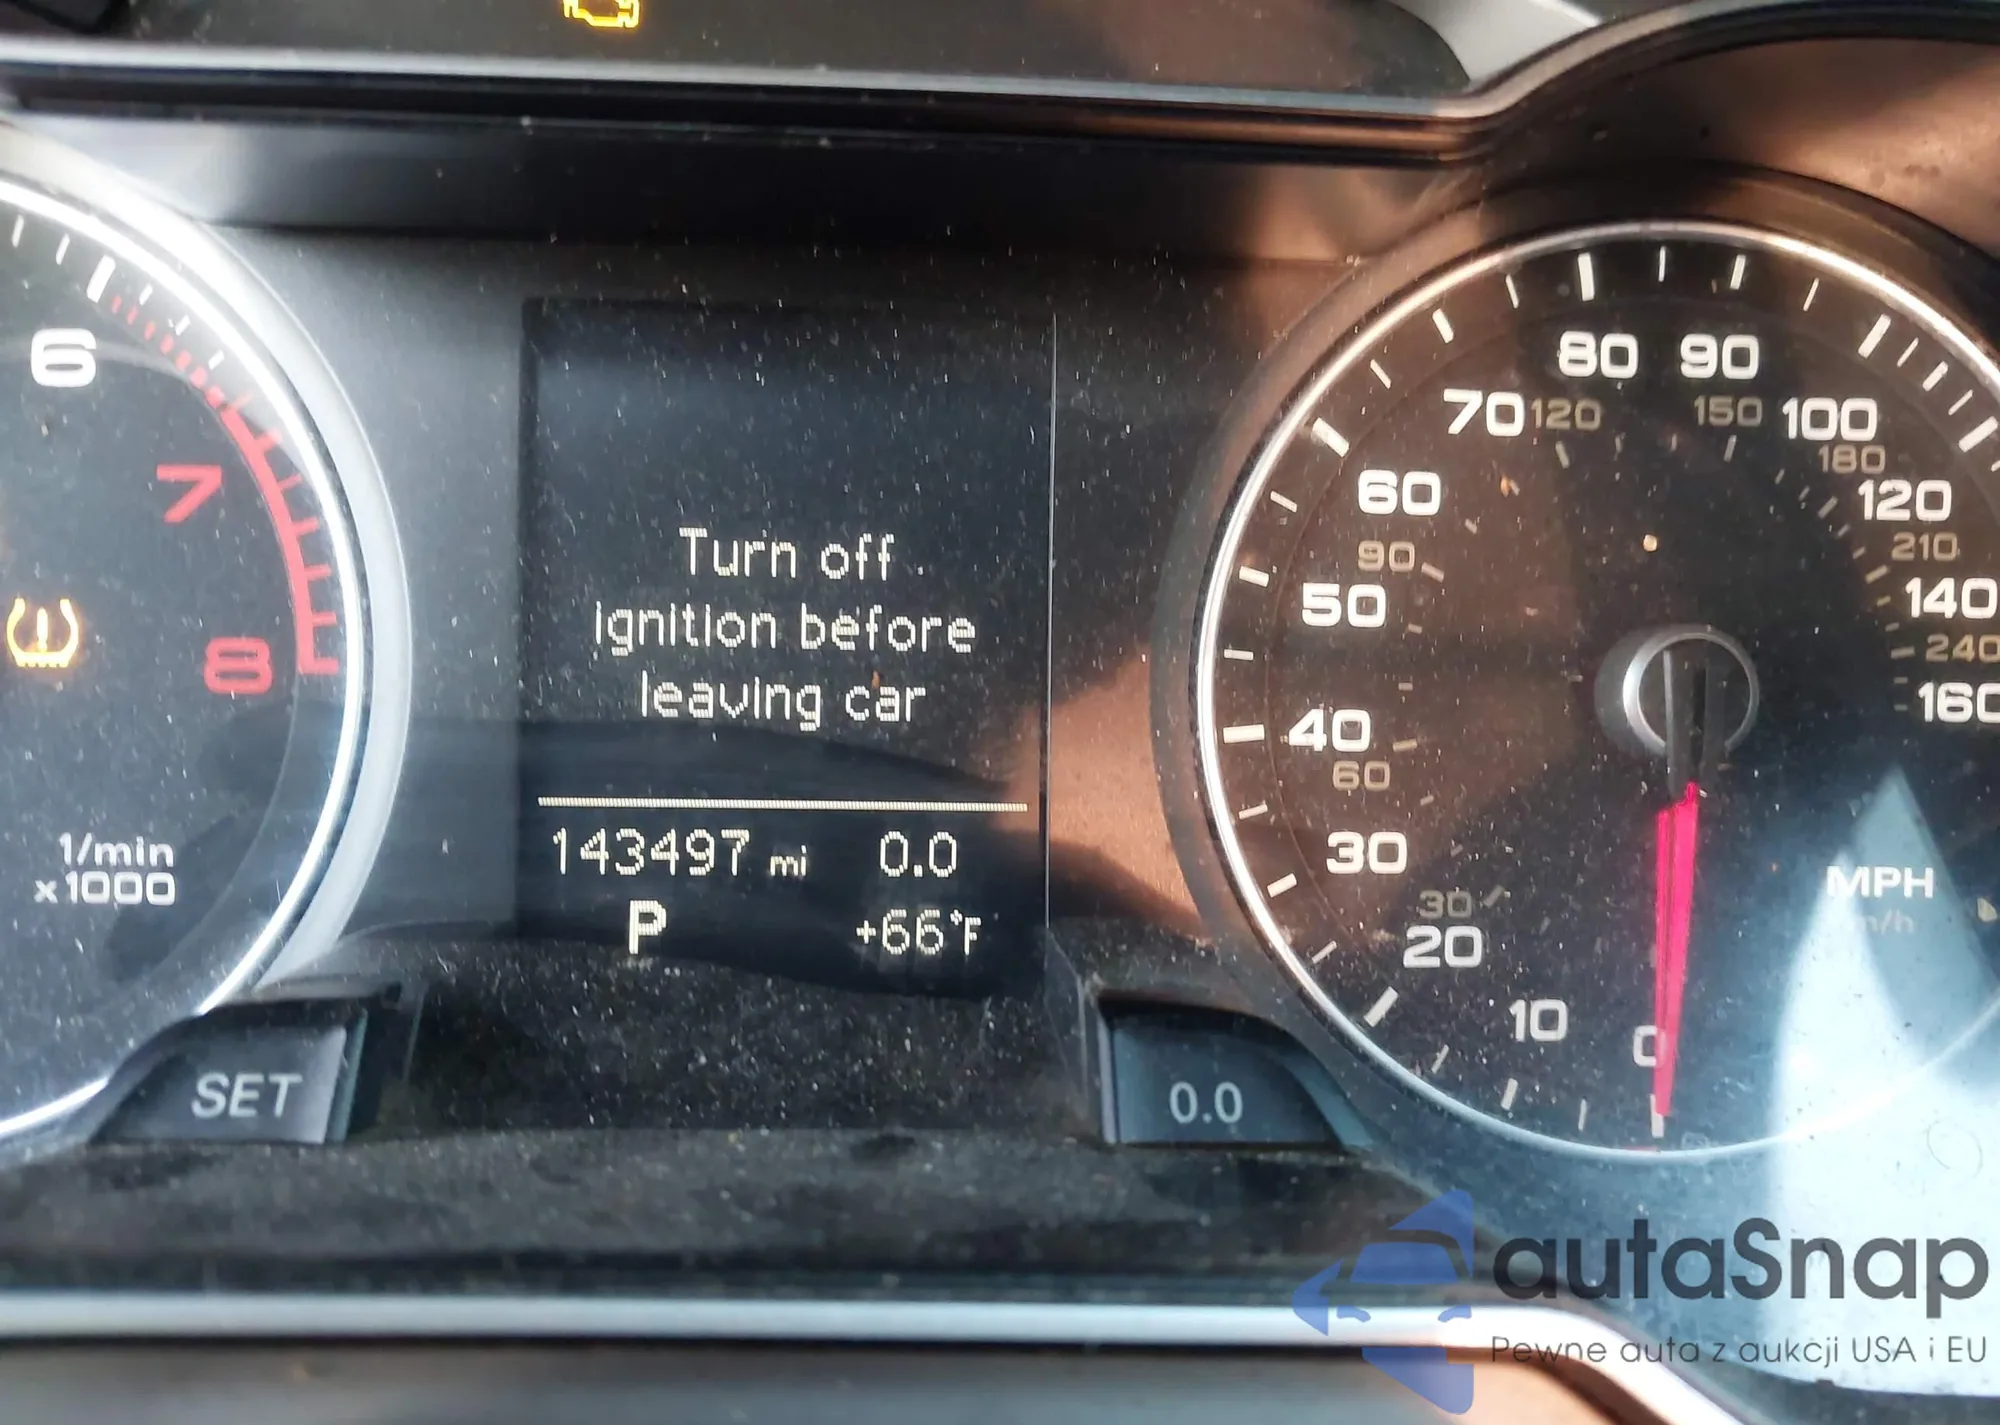 6
7
8
1/min
x1000
SET
Turn off
ignition before
leaving car
143497 mi 0.0
P +66°F
0.0
80 90
70 120 150 100
180
60 120
90 210
50 140
240
40 160
60
30
30
20
10 0
MPH
km/h
autaSnap
Pewne auta z aukcji USA i EU